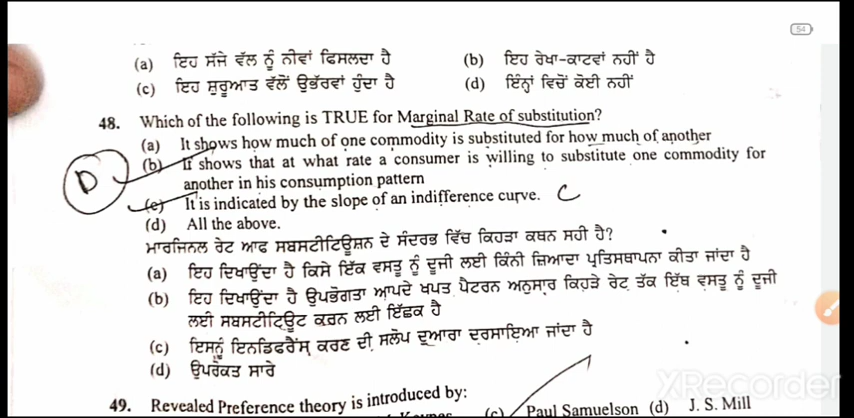 54
(a) ਇਹ ਸੱਜੇ ਵੱਲ ਨੂੰ ਨੀਵਾਂ ਫਿਸਲਦਾ ਹੈ (b) ਇਹ ਰੇਖਾ-ਕਾਟਵਾਂ ਨਹੀਂ ਹੈ
(c) ਇਹ ਸ਼ੁਰੂਆਤ ਵੱਲੋਂ ਉਭੱਰਵਾਂ ਹੁੰਦਾ ਹੈ (d) ਇੰਨ੍ਹਾਂ ਵਿਚੋਂ ਕੋਈ ਨਹੀਂ
48. Which of the following is TRUE for Marginal Rate of substitution?
(a) It shows how much of one commodity is substituted for how much of another
(b) If shows that at what rate a consumer is willing to substitute one commodity for
another in his consumption pattern
D
(c) It is indicated by the slope of an indifference curve. C
(d) All the above.
ਮਾਰਜਿਨਲ ਰੇਟ ਆਫ ਸਬਸਟੀਟਿਊਸ਼ਨ ਦੇ ਸੰਦਰਭ ਵਿੱਚ ਕਿਹੜਾ ਕਥਨ ਸਹੀ ਹੈ?
(a) ਇਹ ਦਿਖਾਉਂਦਾ ਹੈ ਕਿਸੇ ਇੱਕ ਵਸਤੂ ਨੂੰ ਦੂਜੀ ਲਈ ਕਿੰਨੀ ਜ਼ਿਆਦਾ ਪ੍ਰਤਿਸਥਾਪਨਾ ਕੀਤਾ ਜਾਂਦਾ ਹੈ
(b) ਇਹ ਦਿਖਾਉਂਦਾ ਹੈ ਉਪਭੋਗਤਾ ਆਪਦੇ ਖਪਤ ਪੈਟਰਨ ਅਨੁਸਾਰ ਕਿਹੜੇ ਰੇਟ ਤੱਕ ਇੱਥ ਵਸਤੂ ਨੂੰ ਦੂਜੀ
ਲਈ ਸਬਸਟੀਟਿਊਟ ਕਰਨ ਲਈ ਇੱਛਕ ਹੈ
(c) ਇਸਨੂੰ ਇਨਡਿਫਰੈਂਸ ਕਰਵ ਦੀ ਸਲੋਪ ਦੁਆਰਾ ਦਰਸਾਇਆ ਜਾਂਦਾ ਹੈ
(d) ਉਪਰੋਕਤ ਸਾਰੇ
XRecorder
49. Revealed Preference theory is introduced by:
(c) Paul Samuelson (d) J. S. Mill